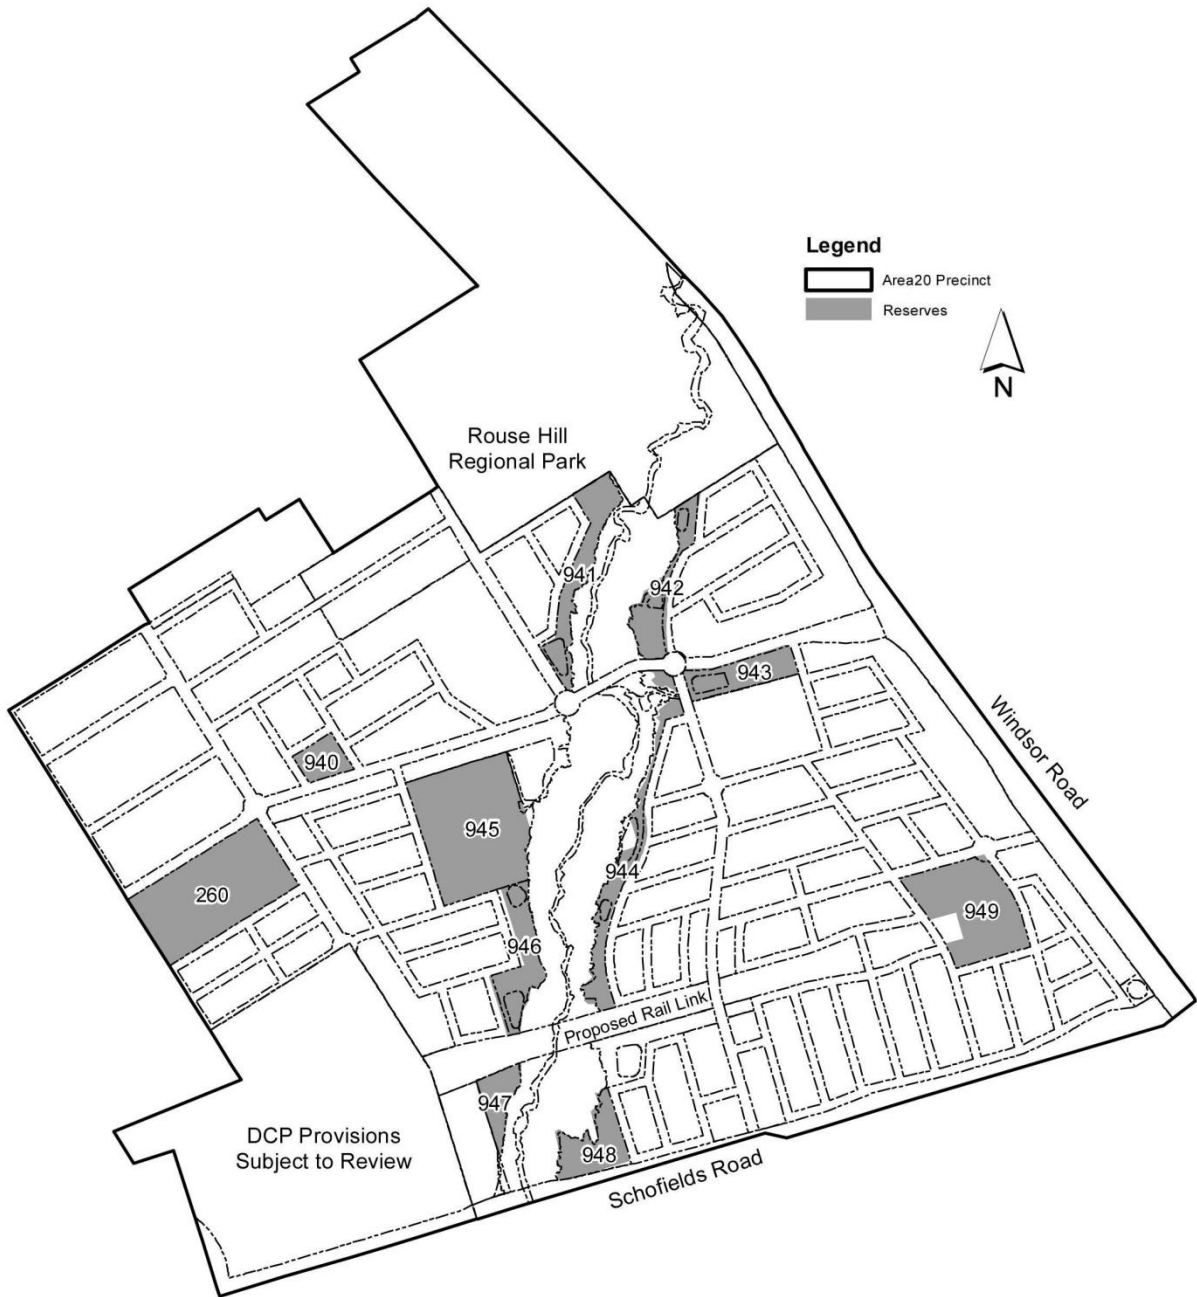 Legend
Area20 Precinct
Reserves
N
Rouse Hill
Regional Park
941
942
943
Windsor Road
940
945
944
260
949
946
Proposed Rail Link
947
DCP Provisions
Subject to Review
948
Schofields Road